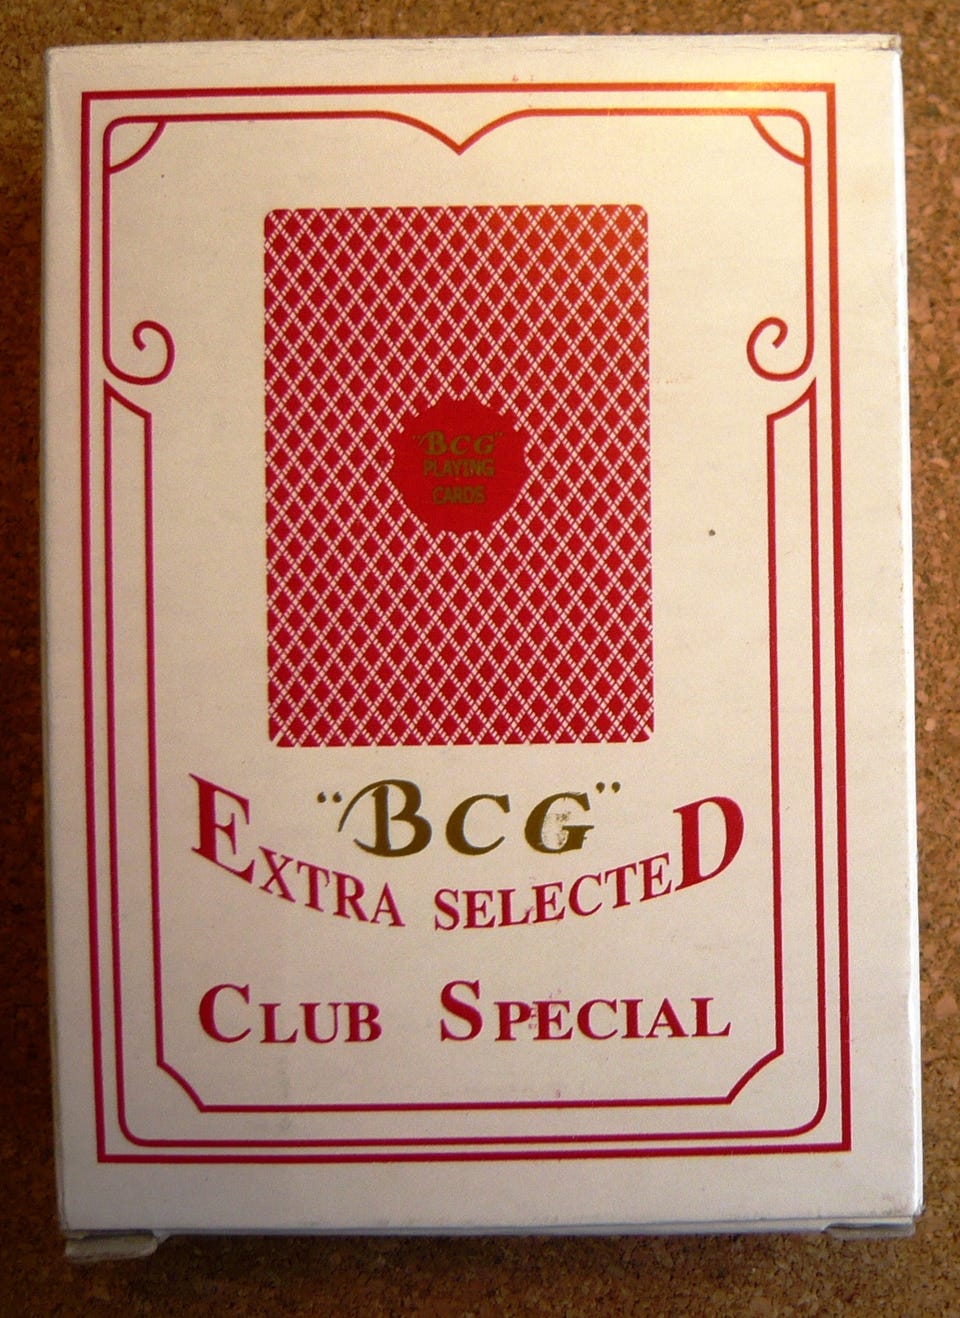 "BCG"
PLAYING
CARDS
"BCG"
EXTRA SELECTED
CLUB SPECIAL